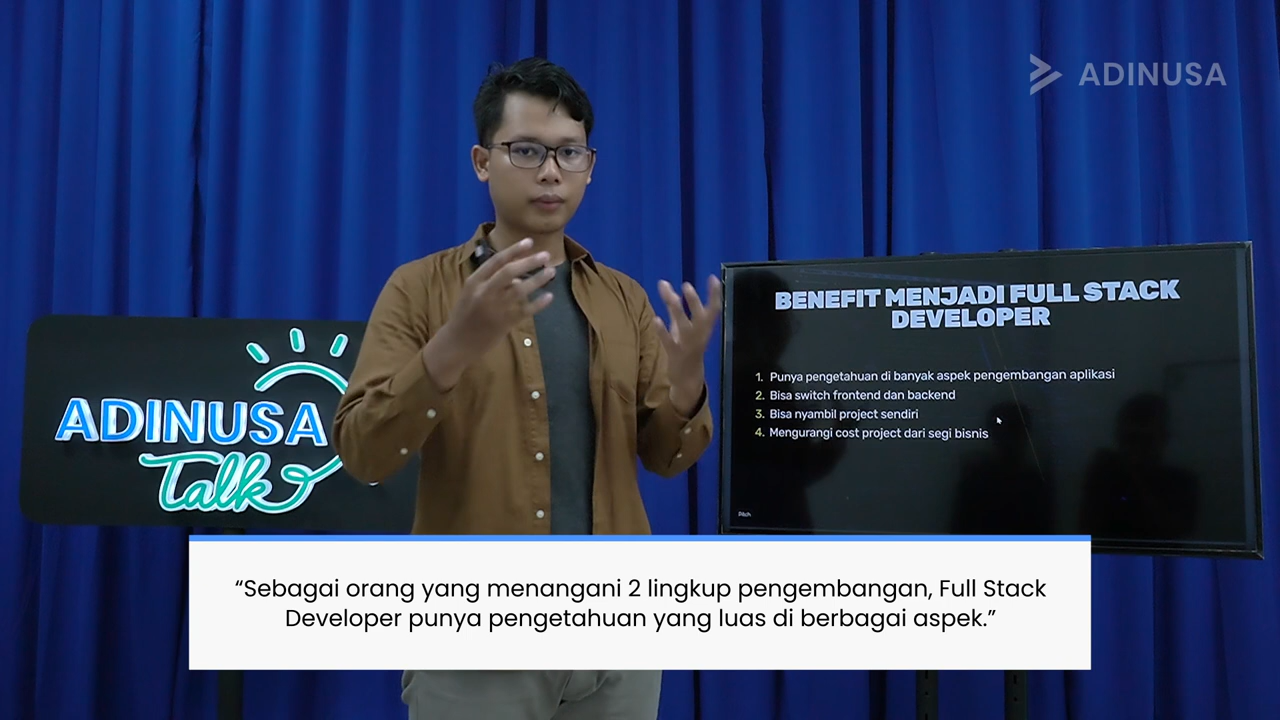 ADINUSA
ADINUSA
Talk
BENEFIT MENJADI FULL STACK
DEVELOPER
1. Punya pengetahuan di banyak aspek pengembangan aplikasi
2. Bisa switch frontend dan backend
3. Bisa nyambil project sendiri
4. Mengurangi cost project dari segi bisnis
Pitch
“Sebagai orang yang menangani 2 lingkup pengembangan, Full Stack
Developer punya pengetahuan yang luas di berbagai aspek.”